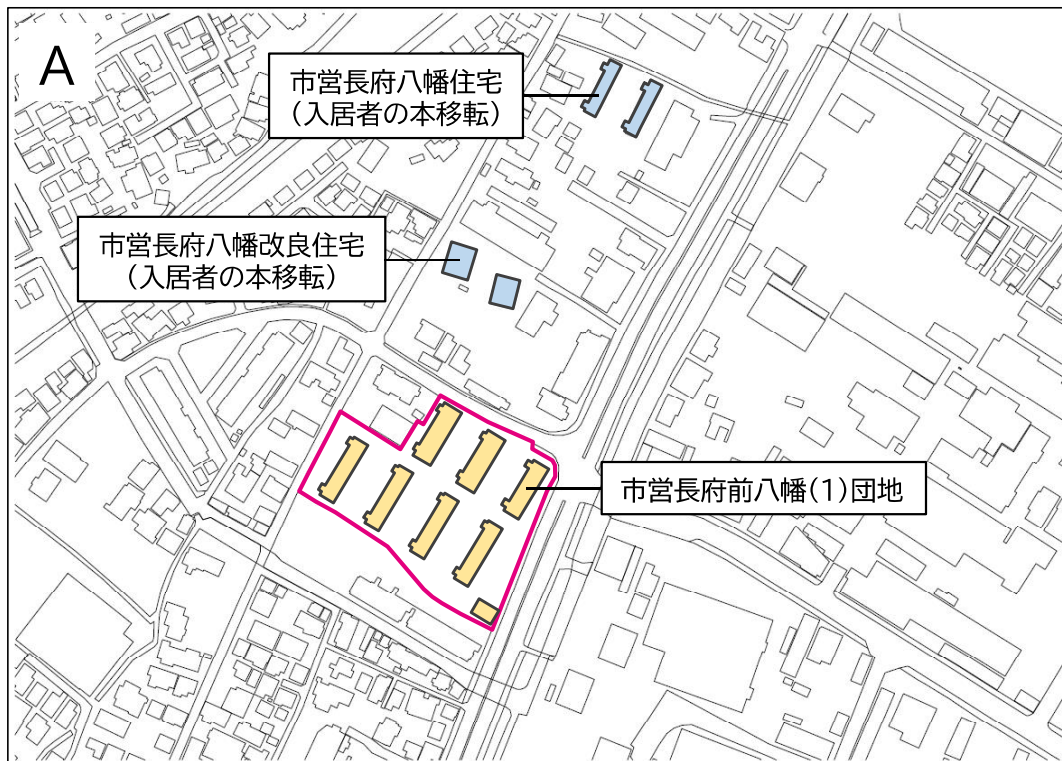 A
市営長府八幡住宅
（入居者の本移転）
市営長府八幡改良住宅
（入居者の本移転）
市営長府前八幡(1)団地